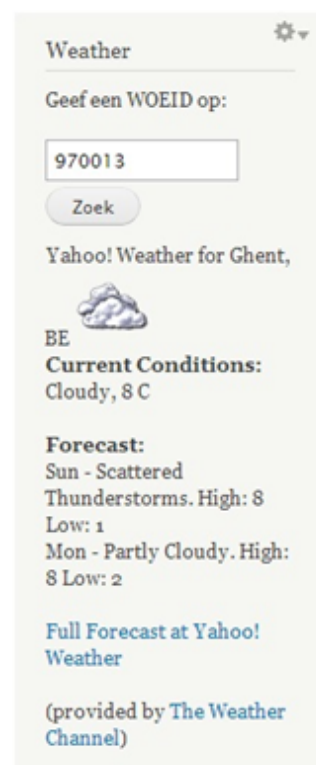 Weather
Geef een WOEID op:
970013
Zoek
Yahoo! Weather for Ghent,
BE
Current Conditions:
Cloudy, 8 C
Forecast:
Sun - Scattered
Thunderstorms. High: 8
Low: 1
Mon - Partly Cloudy. High:
8 Low: 2
Full Forecast at Yahoo!
Weather
(provided by The Weather
Channel)